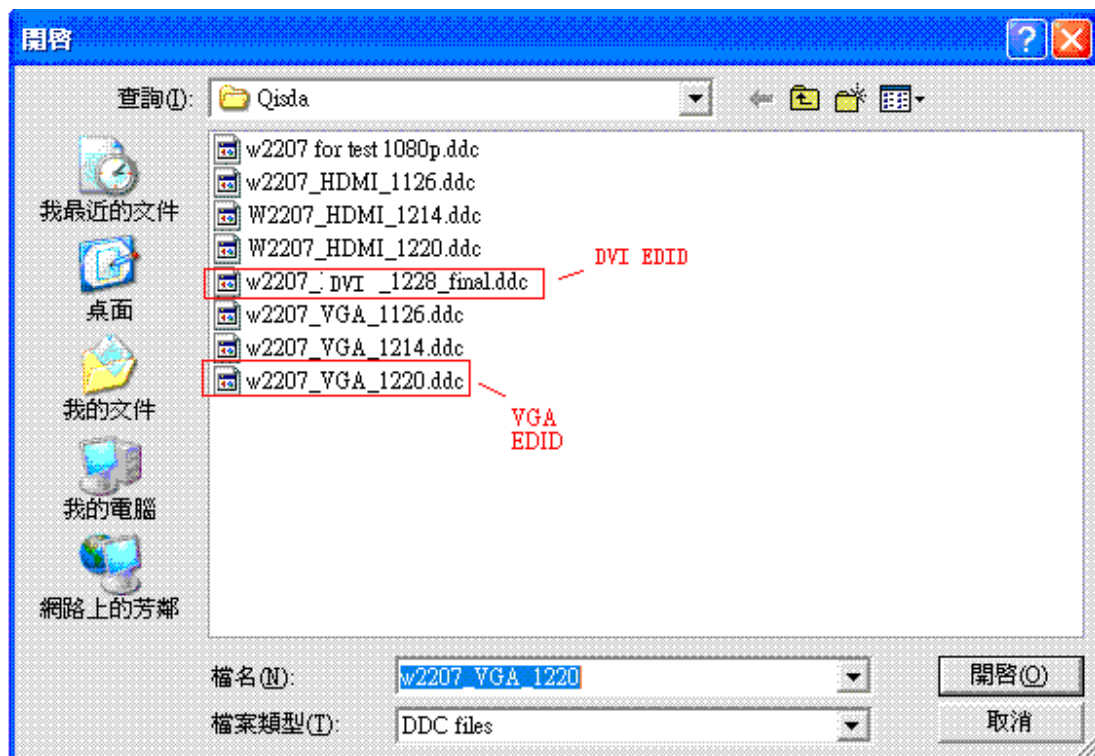 開啓
查詢(I):
Qisda
我最近的文件
桌面
我的文件
我的電腦
網路上的芳鄰
w2207 for test 1080p.ddc
w2207_HDMI_1126.ddc
W2207_HDMI_1214.ddc
W2207_HDMI_1220.ddc
w2207_ DVI _1228_final.ddc
DVI EDID
w2207_VGA_1126.ddc
w2207_VGA_1214.ddc
w2207_VGA_1220.ddc
VGA
EDID
檔名(N):
w2207_VGA_1220
開啓(O)
檔案類型(T):
DDC files
取消